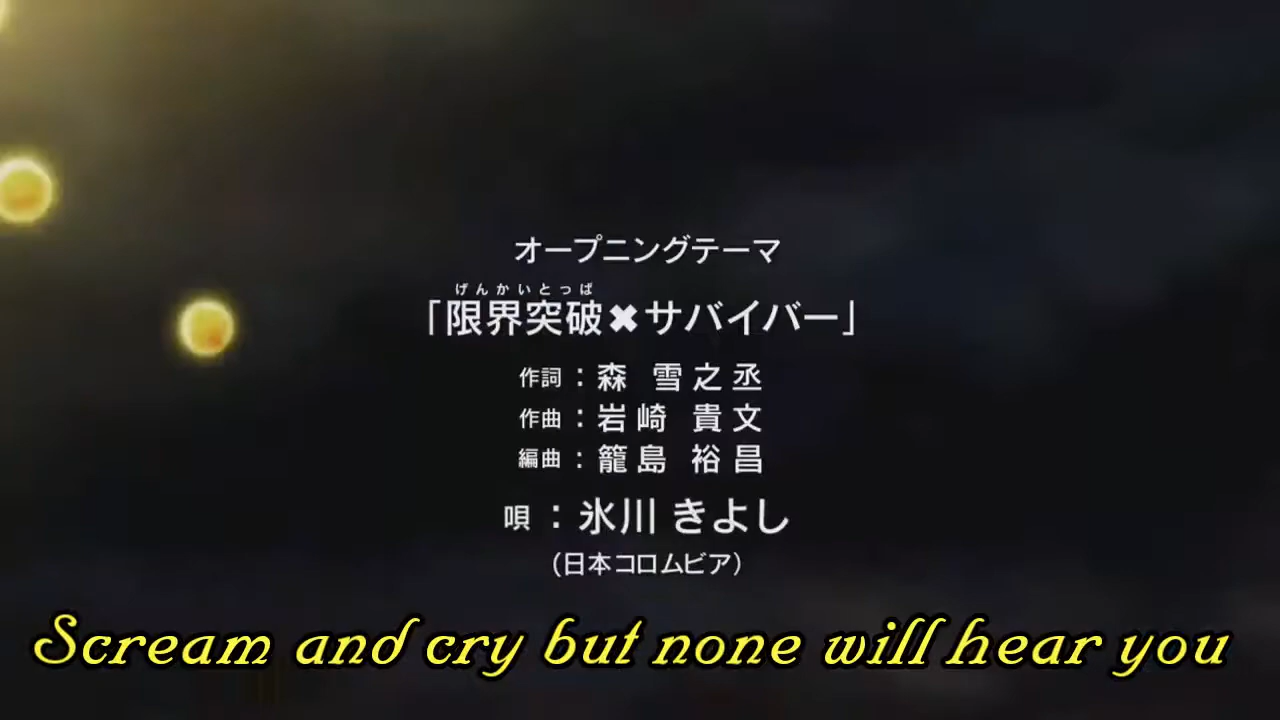 オープニングテーマ
げんかいとっぱ
「限界突破✖サバイバー」
作詞：森 雪之丞
作曲：岩崎 貴文
編曲：籠島 裕昌
唄：氷川きよし
（日本コロムビア）
Scream and cry but none will hear you